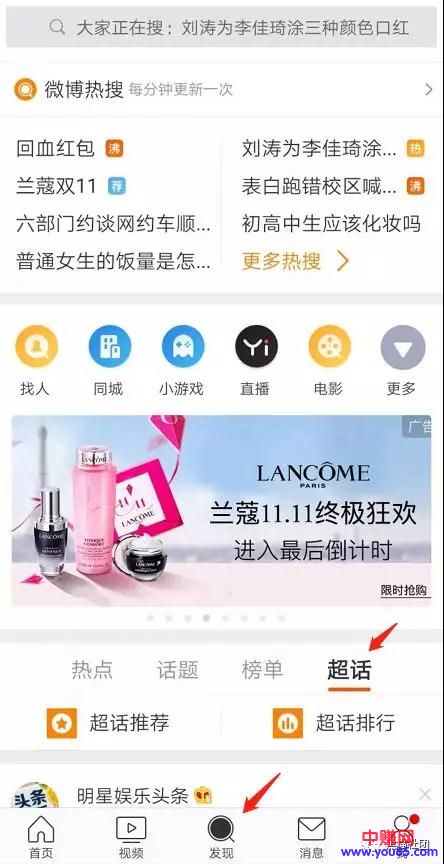 大家正在搜：刘涛为李佳琦涂三种颜色口红
微博热搜 每分钟更新一次
回血红包 沸
刘涛为李佳琦涂... 热
兰蔻双11 荐
表白跑错校区喊... 沸
六部门约谈网约车顺...
初高中生应该化妆吗
普通女生的饭量是怎...
更多热搜
找人 同城 小游戏 直播 电影 更多
Yi
广告
LANCÔME
PARIS
兰蔻11.11终极狂欢
进入最后倒计时
限时抢购
LANCÔME
热点 话题 榜单 超话
超话推荐 超话排行
头条
明星娱乐头条
首页 视频 发现 消息
中赚网
www.you85.com